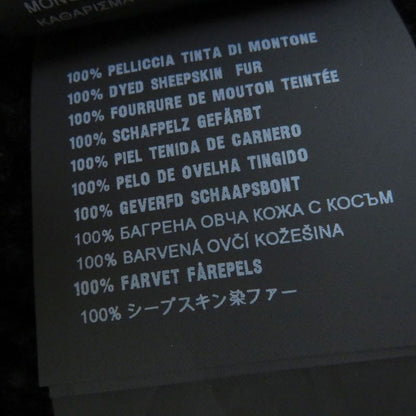 КАФАРΙΣМА
100% PELLICCIA TINTA DI MONTONE
100% DYED SHEEPSKIN FUR
100% FOURRURE DE MOUTON TEINTÉE
100% SCHAFPELZ GEFÄRBT
100% PIEL TENIDA DE CARNERO
100% PELO DE OVELHA TINGIDO
100% GEVERFD SCHAAPSBONT
100% БАГРЕНА ОВЧА КОЖА С КОСЪМ
100% BARVENÁ OVČÍ KOŽEŠINA
100% FARVET FÅREPELS
100% シープスキン染ファー